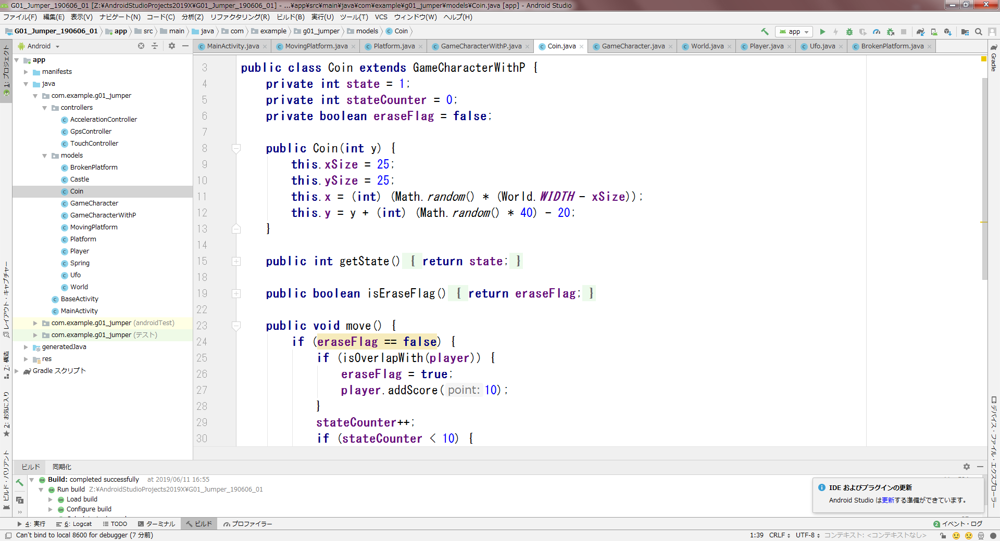 G01_Jumper_190606_01 [Z:¥AndroidStudioProjects2019X¥G01_Jumper_190606_01] - ...¥app¥src¥main¥java¥com¥example¥g01_jumper¥models¥Coin.java [app] - Android Studio
ファイル(F) 編集(E) 表示(V) ナビゲート(N) コード(C) 分析(Z) リファクタリング(R) ビルド(B) 実行(U) ツール(T) VCS ウィンドウ(W) ヘルプ(H)
G01_Jumper_190606_01 app src main java com example g01_jumper models Coin app
Android
MainActivity.java MovingPlatform.java Platform.java GameCharacterWithP.java Coin.java GameCharacter.java World.java Player.java Ufo.java BrokenPlatform.java
1: プロジェクト
レイアウト キャプチャー
7: 構造
2: お気に入り
ビルド・バリアント
app
manifests
java
com.example.g01_jumper
controllers
AccelerationController
GpsController
TouchController
models
BrokenPlatform
Castle
Coin
GameCharacter
GameCharacterWithP
MovingPlatform
Platform
Player
Spring
Ufo
World
BaseActivity
MainActivity
com.example.g01_jumper (androidTest)
com.example.g01_jumper (テスト)
generatedJava
res
Gradle スクリプト
3 public class Coin extends GameCharacterWithP {
4 private int state = 1;
5 private int stateCounter = 0;
6 private boolean eraseFlag = false;
7
8 public Coin(int y) {
9 this.xSize = 25;
10 this.ySize = 25;
11 this.x = (int) (Math.random() * (World.WIDTH - xSize));
12 this.y = y + (int) (Math.random() * 40) - 20;
13 }
14
15 public int getState() { return state; }
18
19 public boolean isEraseFlag() { return eraseFlag; }
22
23 public void move() {
24 if (eraseFlag == false) {
25 if (isOverlapWith(player)) {
26 eraseFlag = true;
27 player.addScore( point: 10);
28 }
29 stateCounter++;
30 if (stateCounter < 10) {
Gradle
デバイス・ファイル・エクスプローラー
ビルド 同期化
Build: completed successfully at 2019/06/11 16:55
Run build Z:¥AndroidStudioProjects2019X¥G01_Jumper_190606_01
Load build
Configure build
IDE およびプラグインの更新
Android Studio は更新する準備ができています。
4: 実行 6: Logcat TODO ターミナル ビルド プロファイラー 2 イベント・ログ
Can't bind to local 8600 for debugger (7 分前) 1:39 CRLF UTF-8 コンテキスト: <コンテキストなし>